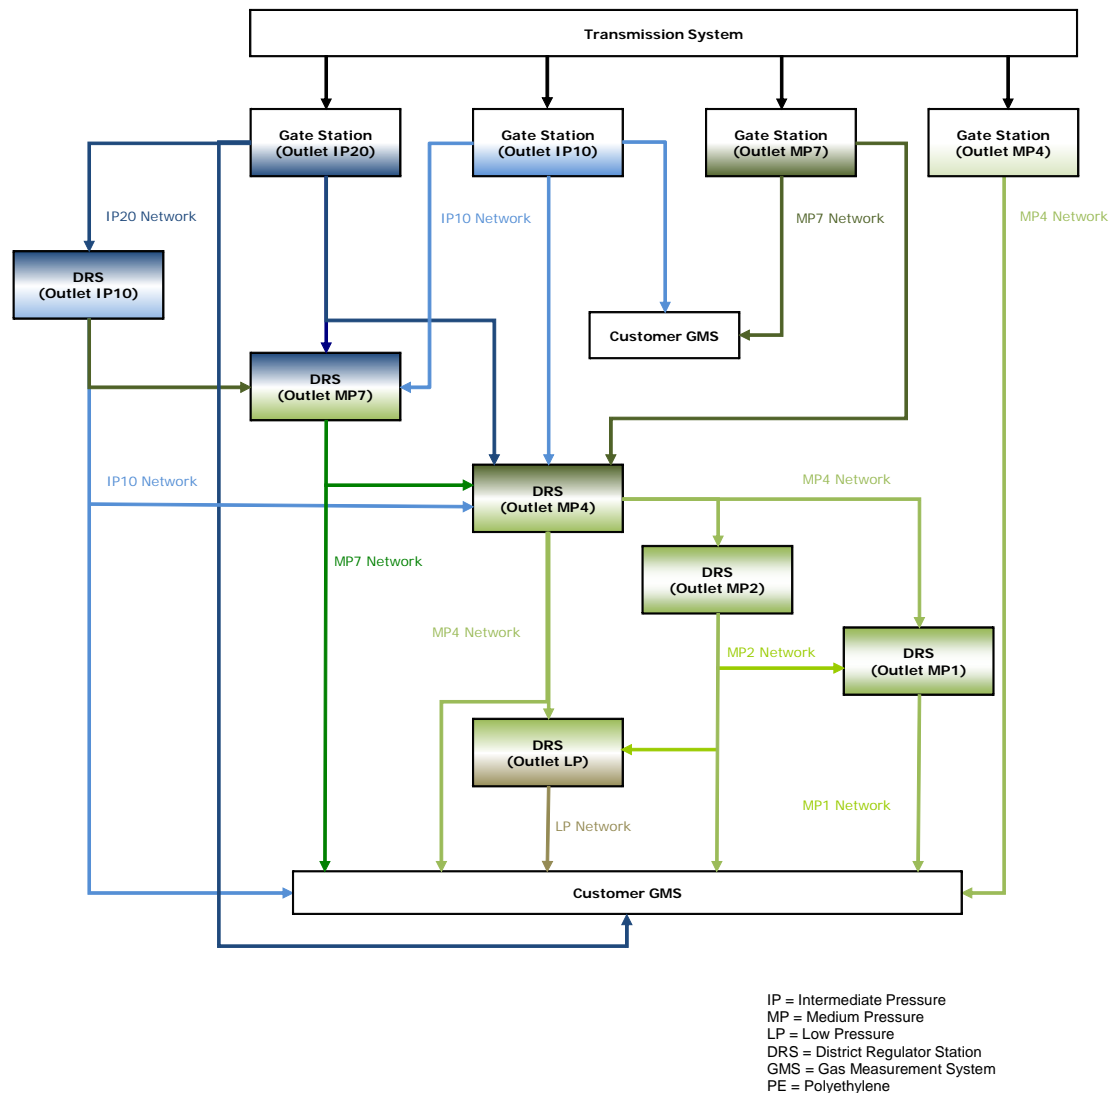 Transmission System
Gate Station
(Outlet IP20)
Gate Station
(Outlet IP10)
Gate Station
(Outlet MP7)
Gate Station
(Outlet MP4)
IP20 Network
IP10 Network
MP7 Network
MP4 Network
DRS
(Outlet IP10)
Customer GMS
DRS
(Outlet MP7)
IP10 Network
DRS
(Outlet MP4)
MP4 Network
MP7 Network
DRS
(Outlet MP2)
MP4 Network
MP2 Network
DRS
(Outlet MP1)
DRS
(Outlet LP)
LP Network
MP1 Network
Customer GMS
IP = Intermediate Pressure
MP = Medium Pressure
LP = Low Pressure
DRS = District Regulator Station
GMS = Gas Measurement System
PE = Polyethylene